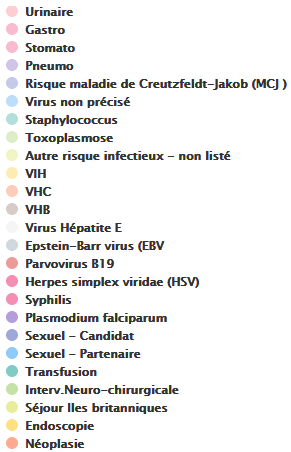 Urinaire
Gastro
Stomato
Pneumo
Risque maladie de Creutzfeldt-Jakob (MCJ )
Virus non précisé
Staphylococcus
Toxoplasmose
Autre risque infectieux - non listé
VIH
VHC
VHB
Virus Hépatite E
Epstein-Barr virus (EBV
Parvovirus B19
Herpes simplex viridae (HSV)
Syphilis
Plasmodium falciparum
Sexuel - Candidat
Sexuel - Partenaire
Transfusion
Interv.Neuro-chirurgicale
Séjour Iles britanniques
Endoscopie
Néoplasie